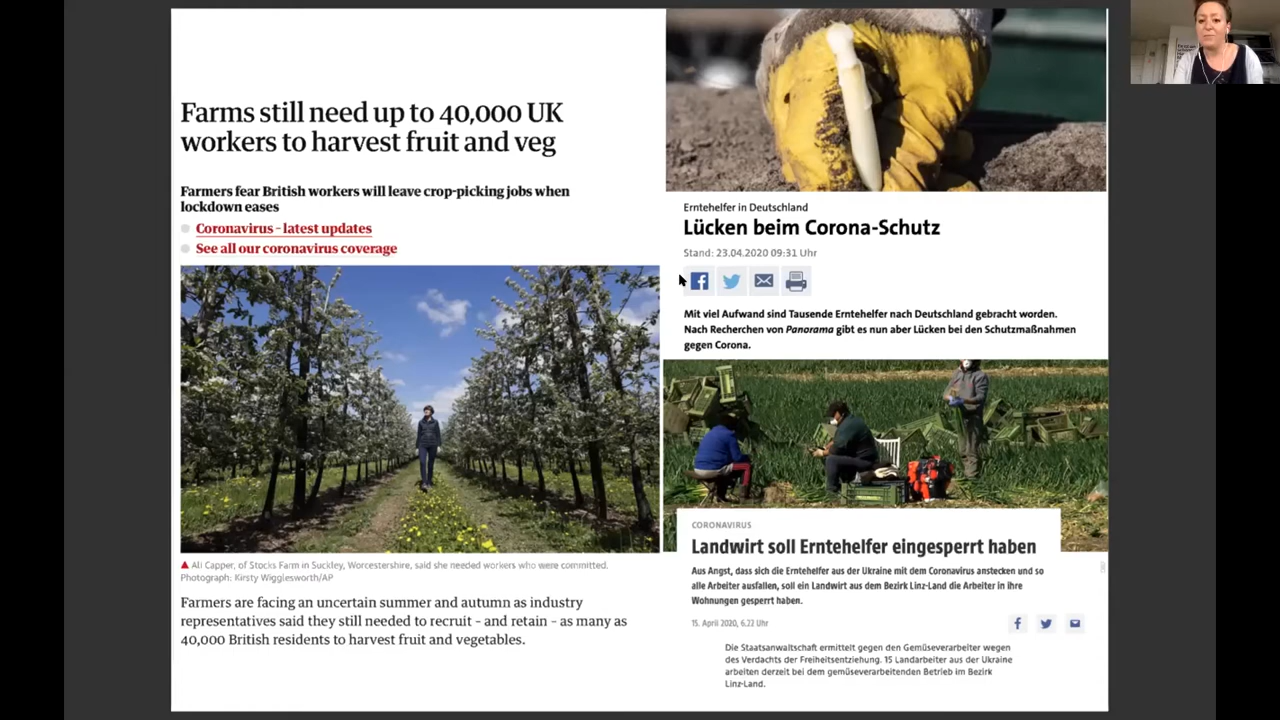 Farms still need up to 40,000 UK
workers to harvest fruit and veg
Farmers fear British workers will leave crop-picking jobs when
lockdown eases
Coronavirus – latest updates
See all our coronavirus coverage
▲ Ali Capper, of Stocks Farm in Suckley, Worcestershire, said she needed workers who were committed.
Photograph: Kirsty Wigglesworth/AP
Farmers are facing an uncertain summer and autumn as industry
representatives said they still needed to recruit – and retain – as many as
40,000 British residents to harvest fruit and vegetables.
Erntehelfer in Deutschland
Lücken beim Corona-Schutz
Stand: 23.04.2020 09:31 Uhr
Mit viel Aufwand sind Tausende Erntehelfer nach Deutschland gebracht worden.
Nach Recherchen von Panorama gibt es nun aber Lücken bei den Schutzmaßnahmen
gegen Corona.
CORONAVIRUS
Landwirt soll Erntehelfer eingesperrt haben
Aus Angst, dass sich die Erntehelfer aus der Ukraine mit dem Coronavirus anstecken und so
alle Arbeiter ausfallen, soll ein Landwirt aus dem Bezirk Linz-Land die Arbeiter in ihre
Wohnungen gesperrt haben.
15. April 2020, 6.22 Uhr
Die Staatsanwaltschaft ermittelt gegen den Gemüseverarbeiter wegen
des Verdachts der Freiheitsentziehung. 15 Landarbeiter aus der Ukraine
arbeiten derzeit bei dem gemüseverarbeitenden Betrieb im Bezirk
Linz-Land.